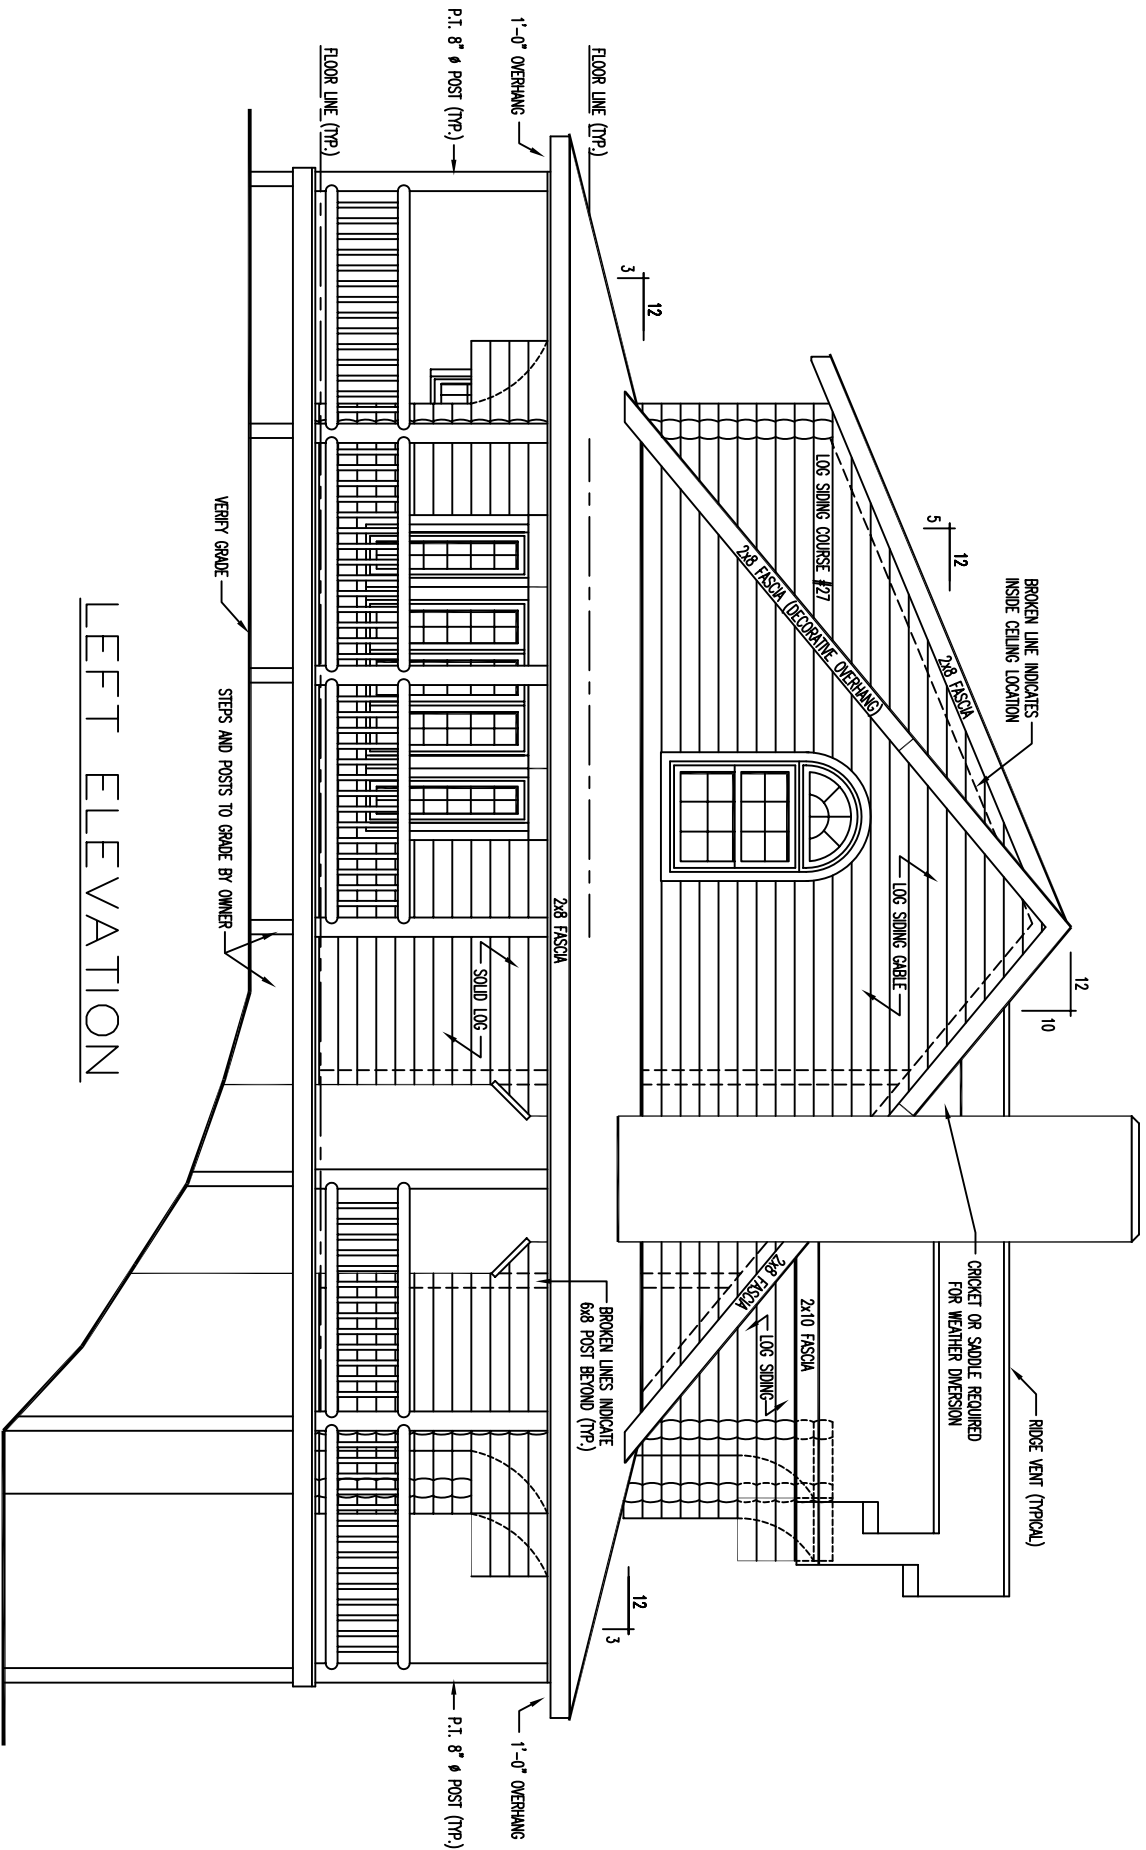 RIDGE VENT (TYPICAL)
12
10
CRICKET OR SADDLE REQUIRED
FOR WEATHER DIVERSION
BROKEN LINE INDICATES
INSIDE CEILING LOCATION
12
5
2x8 FASCIA
2x8 FASCIA (DECORATIVE OVERHANG)
LOG SIDING GABLE
LOG SIDING COURSE #27
2x10 FASCIA
2x8 FASCIA
LOG SIDING
12
3
12
3
FLOOR LINE (TYP.)
BROKEN LINES INDICATE
6x8 POST BEYOND (TYP.)
2x8 FASCIA
1'-0" OVERHANG
1'-0" OVERHANG
SOLID LOG
P.T. 8" ø POST (TYP.)
P.T. 8" ø POST (TYP.)
FLOOR LINE (TYP.)
VERIFY GRADE
STEPS AND POSTS TO GRADE BY OWNER
LEFT ELEVATION